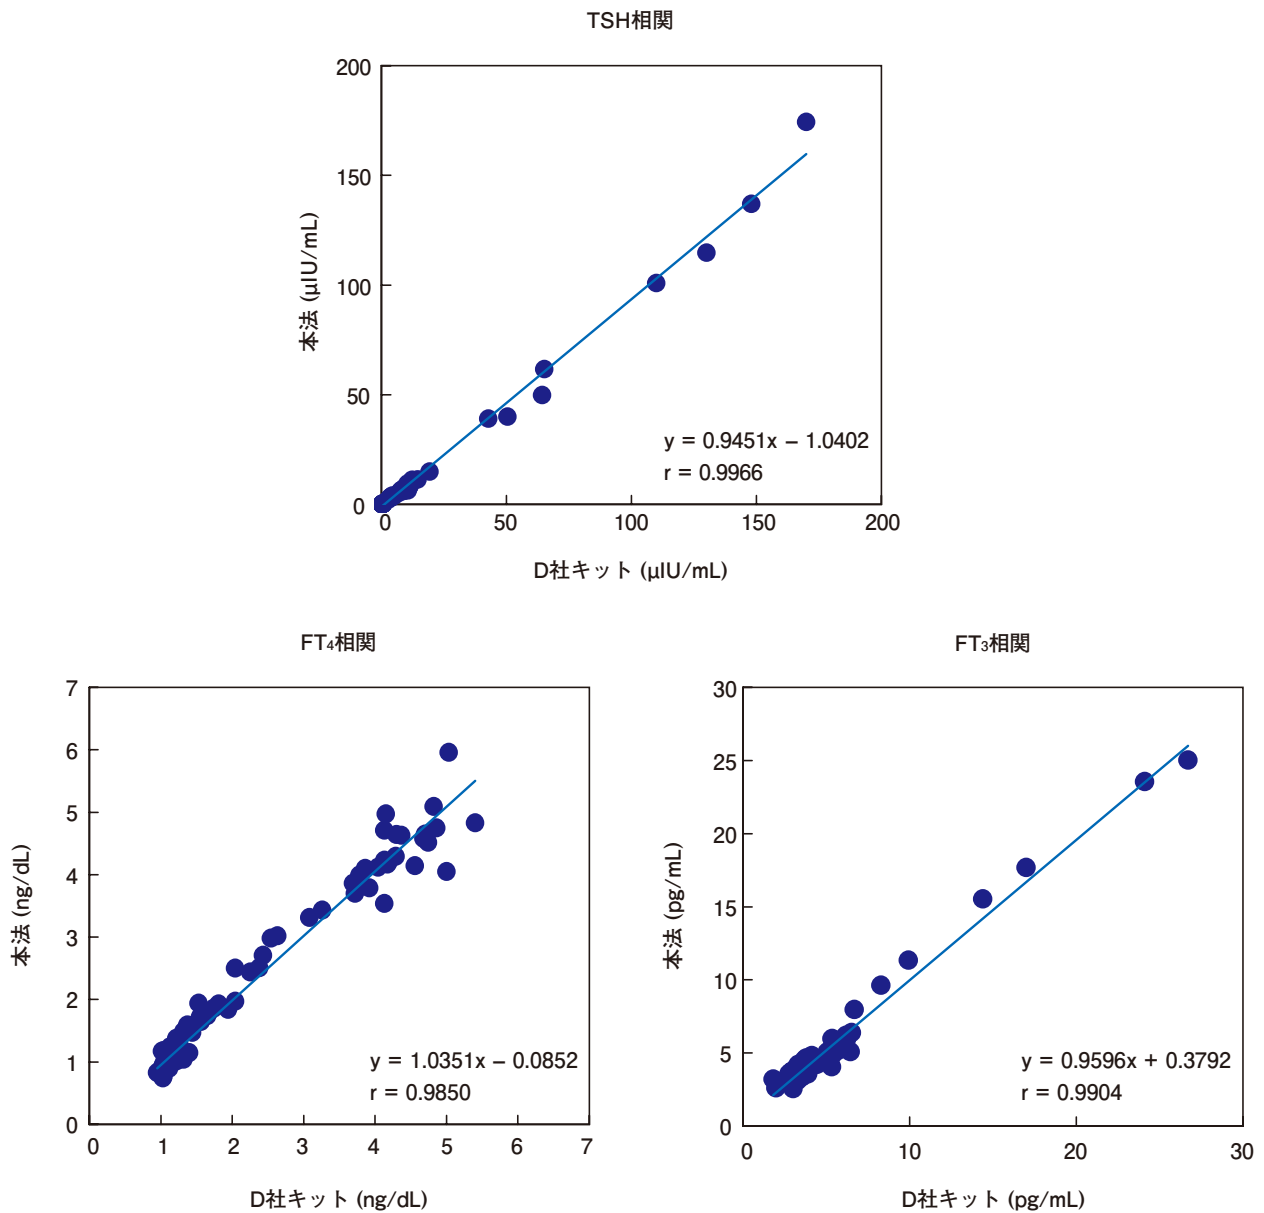 TSH相関
200
150
100
50
0
本法 (μIU/mL)
y = 0.9451x − 1.0402
r = 0.9966
0 50 100 150 200
D社キット (μIU/mL)
FT₄相関
7
6
5
4
3
2
1
0
本法 (ng/dL)
y = 1.0351x − 0.0852
r = 0.9850
0 1 2 3 4 5 6 7
D社キット (ng/dL)
FT₃相関
30
25
20
15
10
5
0
本法 (pg/mL)
y = 0.9596x + 0.3792
r = 0.9904
0 10 20 30
D社キット (pg/mL)